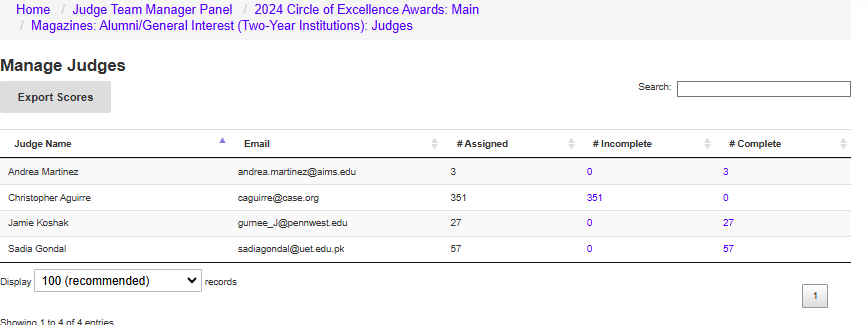 Home / Judge Team Manager Panel / 2024 Circle of Excellence Awards: Main
/ Magazines: Alumni/General Interest (Two-Year Institutions): Judges
Manage Judges
Export Scores
Search:
Judge Name Email # Assigned # Incomplete # Complete
Andrea Martinez andrea.martinez@aims.edu 3 0 3
Christopher Aguirre caguirre@case.org 351 351 0
Jamie Koshak gurnee_J@pennwest.edu 27 0 27
Sadia Gondal sadiagondal@uet.edu.pk 57 0 57
Display 100 (recommended) records
1
Showing 1 to 4 of 4 entries